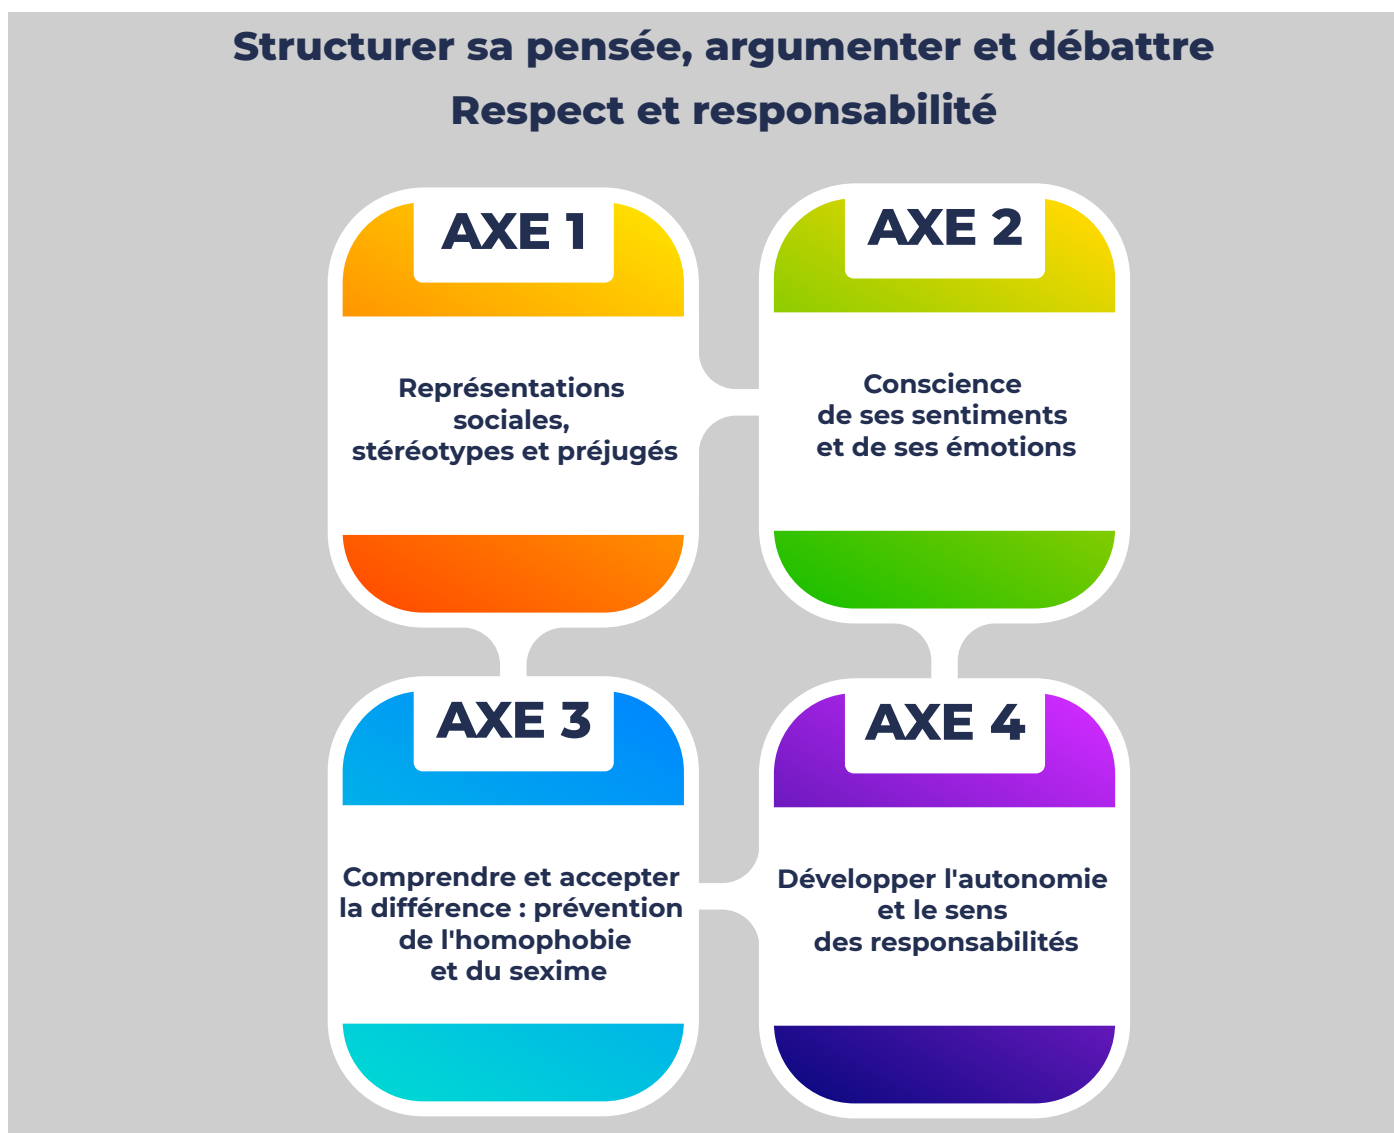 Structurer sa pensée, argumenter et débattre
Respect et responsabilité
AXE 1
Représentations
sociales,
stéréotypes et préjugés
AXE 2
Conscience
de ses sentiments
et de ses émotions
AXE 3
Comprendre et accepter
la différence : prévention
de l'homophobie
et du sexime
AXE 4
Développer l'autonomie
et le sens
des responsabilités